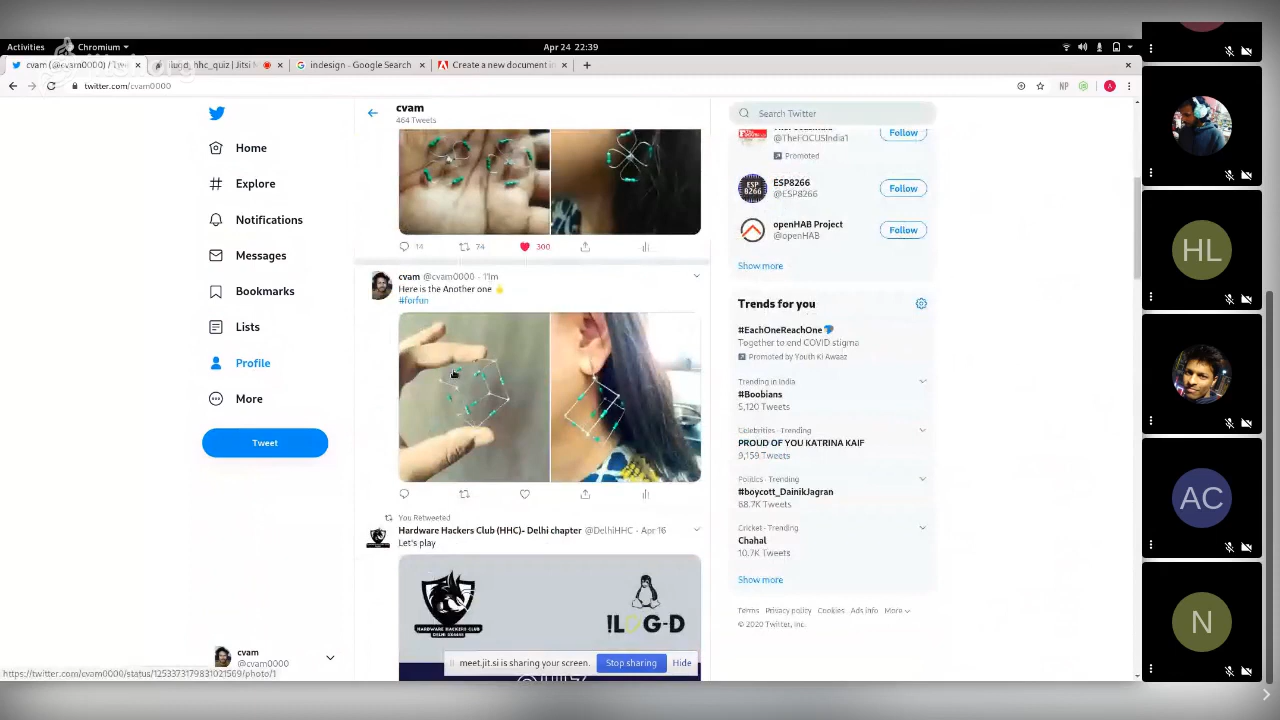 Activities
Chromium
Apr 24 22:39
cvam (@cvam0000)
indesign - Google Search
Create a new document in
twitter.com/cvam0000
NP
cvam
464 Tweets
Search Twitter
@TheFOCUSIndia1
Follow
Promoted
ESP8266
ESP8266
@ESP8266
Follow
openHAB Project
@openHAB
Follow
Show more
Home
Explore
Notifications
Messages
Bookmarks
Lists
Profile
More
Tweet
14
74
300
cvam @cvam0000 · 11m
Here is the Another one
#forfun
You Retweeted
Hardware Hackers Club (HHC)- Delhi chapter @DelhiHHC · Apr 16
Let's play
HARDWARE HACKERS CLUB
!LOG-D
Trends for you
#EachOneReachOne
Together to end COVID stigma
Promoted by Youth Ki Awaaz
Trending in India
#Boobians
5,120 Tweets
Celebrities · Trending
PROUD OF YOU KATRINA KAIF
9,159 Tweets
Politics · Trending
#boycott_DainikJagran
68.7K Tweets
Cricket · Trending
Chahal
10.7K Tweets
Show more
Terms Privacy policy Cookies Ads info More
© 2020 Twitter, Inc.
cvam
@cvam0000
meet.jit.si is sharing your screen.
Stop sharing
Hide
https://twitter.com/cvam0000/status/1253373179831021569/photo/1
HL
AC
N